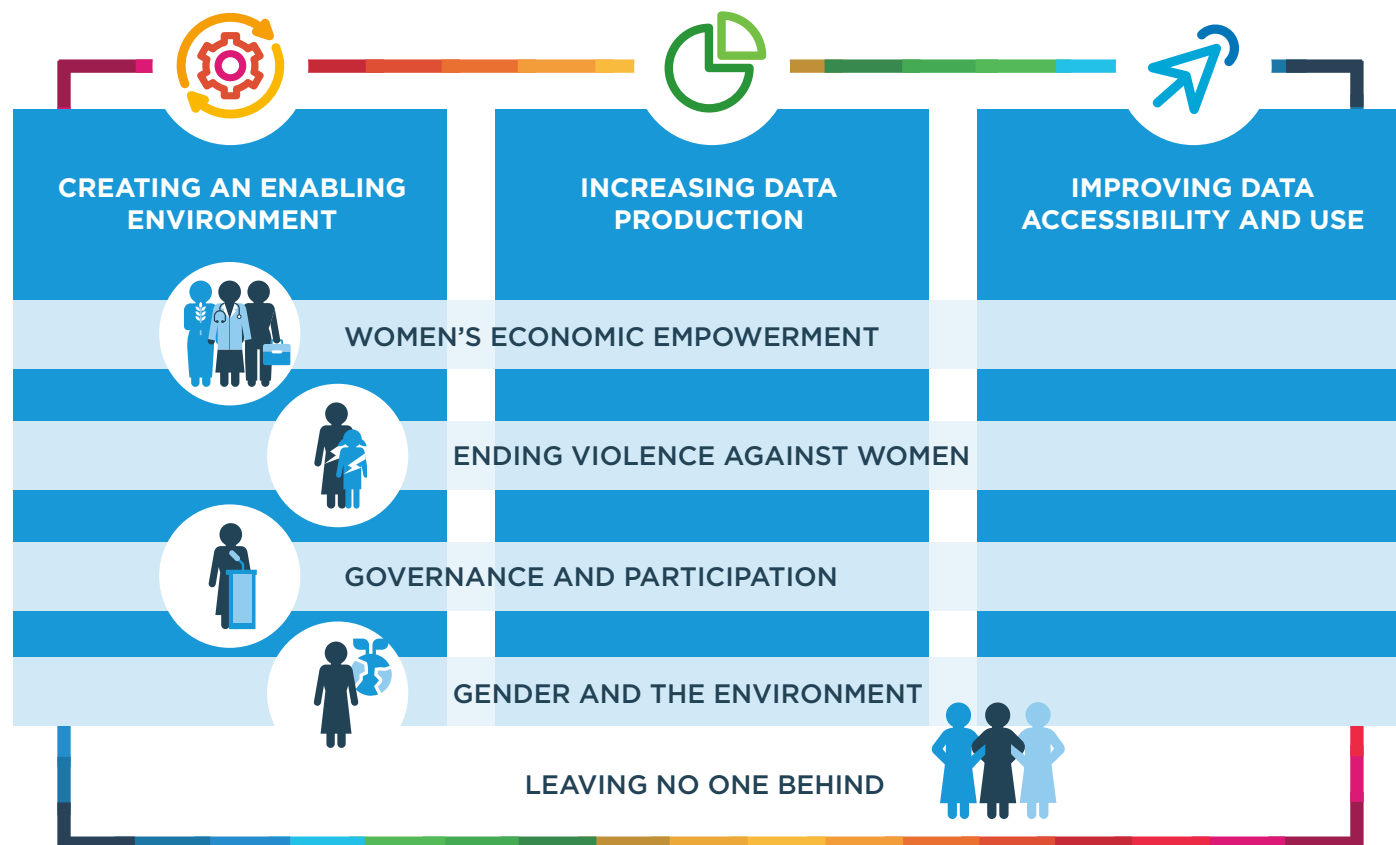 CREATING AN ENABLING
ENVIRONMENT
INCREASING DATA
PRODUCTION
IMPROVING DATA
ACCESSIBILITY AND USE
WOMEN’S ECONOMIC EMPOWERMENT
ENDING VIOLENCE AGAINST WOMEN
GOVERNANCE AND PARTICIPATION
GENDER AND THE ENVIRONMENT
LEAVING NO ONE BEHIND